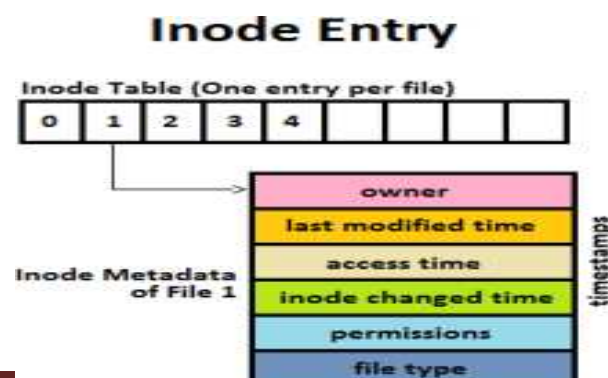 Inode Entry
Inode Table (One entry per file)
0 1 2 3 4
owner
last modified time
access time
inode changed time
permissions
file type
timestamps
Inode Metadata
of File 1